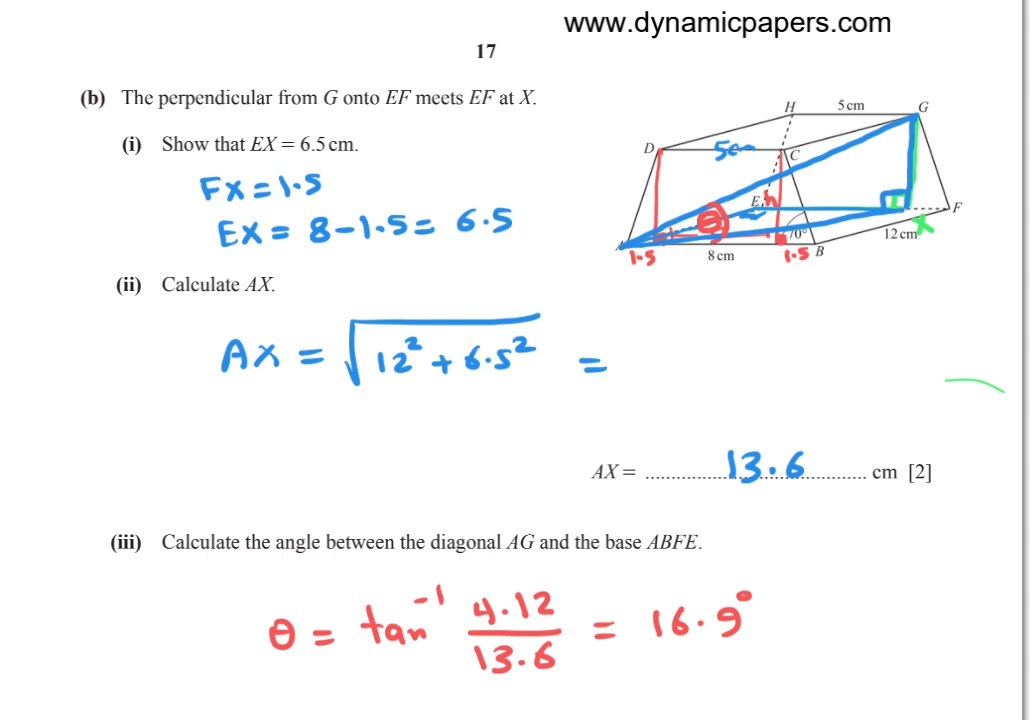 www.dynamicpapers.com
17
(b) The perpendicular from G onto EF meets EF at X.
(i) Show that EX = 6.5 cm.
FX = 1.5
EX = 8 - 1.5 = 6.5
H 5 cm G
D 5cm C
E h F
70°
12 cm X
A 1.5 8 cm 1.5 B
θ
(ii) Calculate AX.
AX = √12² + 6.5² =
AX = 13.6 cm [2]
(iii) Calculate the angle between the diagonal AG and the base ABFE.
θ = tan⁻¹ 4.12/13.6 = 16.9°